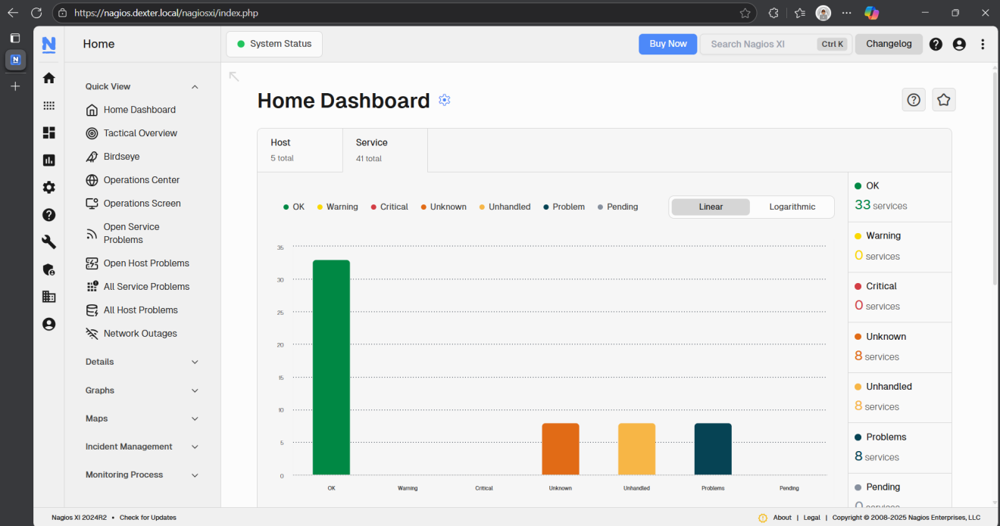 https://nagios.dexter.local/nagiosxi/index.php
N
Home
System Status
Buy Now
Search Nagios XI
Ctrl K
Changelog
Quick View
Home Dashboard
Tactical Overview
Birdseye
Operations Center
Operations Screen
Open Service
Problems
Open Host Problems
All Service Problems
All Host Problems
Network Outages
Details
Graphs
Maps
Incident Management
Monitoring Process
Home Dashboard
Host
5 total
Service
41 total
OK Warning Critical Unknown Unhandled Problem Pending
Linear
Logarithmic
35
30
25
20
15
10
5
0
OK Warning Critical Unknown Unhandled Problems Pending
OK
33 services
Warning
0 services
Critical
0 services
Unknown
8 services
Unhandled
8 services
Problems
8 services
Pending
0 services
Nagios XI 2024R2 • Check for Updates
About | Legal | Copyright © 2008-2025 Nagios Enterprises, LLC